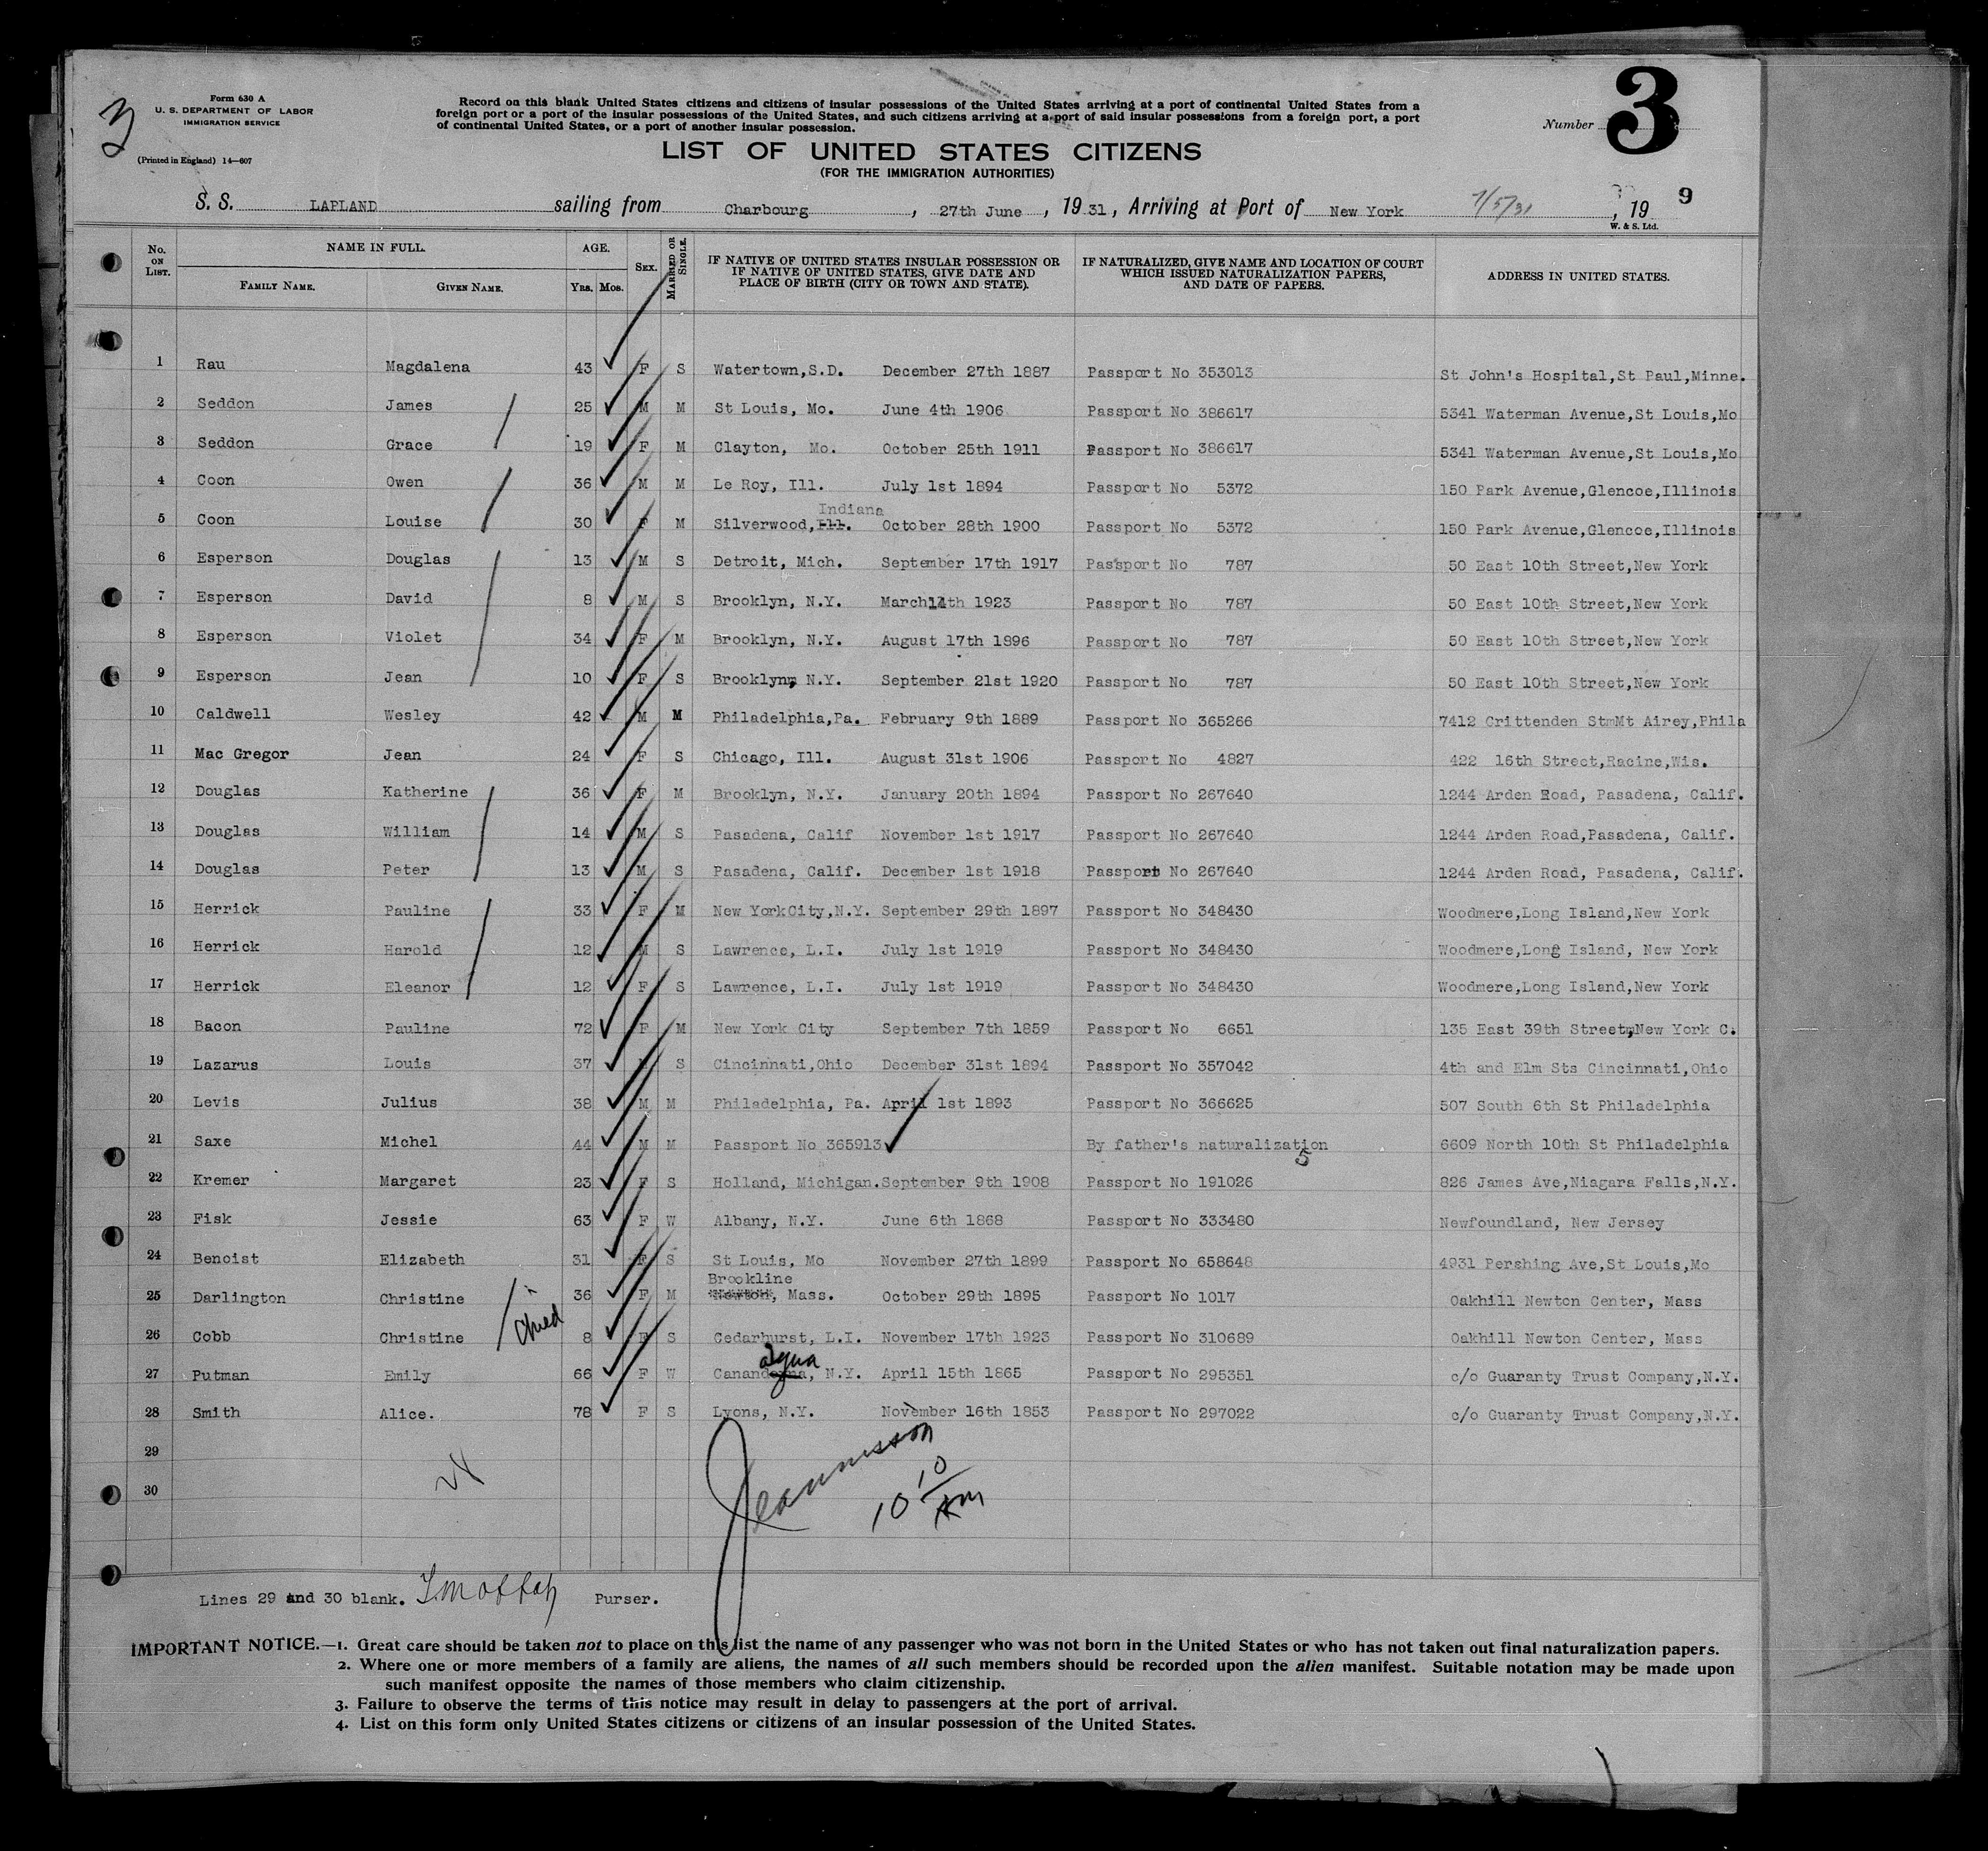 3
Form 630 A
U. S. DEPARTMENT OF LABOR
IMMIGRATION SERVICE
(Printed in England) 14—607
Record on this blank United States citizens and citizens of insular possessions of the United States arriving at a port of continental United States from a
foreign port or a port of the insular possessions of the United States, and such citizens arriving at a port of said insular possessions from a foreign port, a port
of continental United States, or a port of another insular possession.
Number 3
LIST OF UNITED STATES CITIZENS
(FOR THE IMMIGRATION AUTHORITIES)
S. S. LAPLAND sailing from Charbourg, 27th June, 1931, Arriving at Port of New York 7/5/31, 19 9
W. & S. Ltd.
No. ON LIST. NAME IN FULL. AGE. SEX. MARRIED OR SINGLE. IF NATIVE OF UNITED STATES INSULAR POSSESSION OR IF NATIVE OF UNITED STATES, GIVE DATE AND PLACE OF BIRTH (CITY OR TOWN AND STATE). IF NATURALIZED, GIVE NAME AND LOCATION OF COURT WHICH ISSUED NATURALIZATION PAPERS, AND DATE OF PAPERS. ADDRESS IN UNITED STATES.
FAMILY NAME. GIVEN NAME. Yrs. Mos.
1 Rau Magdalena 43 F S Watertown,S.D. December 27th 1887 Passport No 353013 St John's Hospital,St Paul,Minne.
2 Seddon James 25 M M St Louis, Mo. June 4th 1906 Passport No 386617 5341 Waterman Avenue,St Louis,Mo
3 Seddon Grace 19 F M Clayton, Mo. October 25th 1911 Passport No 386617 5341 Waterman Avenue,St Louis,Mo
4 Coon Owen 36 M M Le Roy, Ill. July 1st 1894 Passport No 5372 150 Park Avenue,Glencoe,Illinois
5 Coon Louise 30 F M Silverwood,Ill. Indiana October 28th 1900 Passport No 5372 150 Park Avenue,Glencoe,Illinois
6 Esperson Douglas 13 M S Detroit, Mich. September 17th 1917 Passport No 787 50 East 10th Street,New York
7 Esperson David 8 M S Brooklyn, N.Y. March 14th 1923 Passport No 787 50 East 10th Street,New York
8 Esperson Violet 34 F M Brooklyn, N.Y. August 17th 1896 Passport No 787 50 East 10th Street,New York
9 Esperson Jean 10 F S Brooklyn, N.Y. September 21st 1920 Passport No 787 50 East 10th Street,New York
10 Caldwell Wesley 42 M M Philadelphia,Pa. February 9th 1889 Passport No 365266 7412 Crittenden StmMt Airey,Phila
11 Mac Gregor Jean 24 F S Chicago, Ill. August 31st 1906 Passport No 4827 422 16th Street,Racine,Wis.
12 Douglas Katherine 36 F M Brooklyn, N.Y. January 20th 1894 Passport No 267640 1244 Arden Road, Pasadena, Calif.
13 Douglas William 14 M S Pasadena, Calif November 1st 1917 Passport No 267640 1244 Arden Road,Pasadena, Calif.
14 Douglas Peter 13 M S Pasadena, Calif. December 1st 1918 Passport No 267640 1244 Arden Road, Pasadena, Calif.
15 Herrick Pauline 33 F M New YorkCity,N.Y. September 29th 1897 Passport No 348430 Woodmere,Long Island,New York
16 Herrick Harold 12 M S Lawrence, L.I. July 1st 1919 Passport No 348430 Woodmere,Long Island, New York
17 Herrick Eleanor 12 F S Lawrence, L.I. July 1st 1919 Passport No 348430 Woodmere,Long Island,New York
18 Bacon Pauline 72 F M New York City September 7th 1859 Passport No 6651 135 East 39th Street,New York C.
19 Lazarus Louis 37 S Cincinnati,Ohio December 31st 1894 Passport No 357042 4th and Elm Sts Cincinnati,Ohio
20 Levis Julius 38 M M Philadelphia, Pa. April 1st 1893 Passport No 366625 507 South 6th St Philadelphia
21 Saxe Michel 44 M M Passport No 365913 By father's naturalization 6609 North 10th St Philadelphia
5
22 Kremer Margaret 23 F S Holland, Michigan. September 9th 1908 Passport No 191026 826 James Ave,Niagara Falls,N.Y.
23 Fisk Jessie 63 F W Albany, N.Y. June 6th 1868 Passport No 333480 Newfoundland, New Jersey
24 Benoist Elizabeth 31 F S St Louis, Mo November 27th 1899 Passport No 658648 4931 Pershing Ave,St Louis,Mo
25 Darlington Christine 36 F M Brookline Newton, Mass. October 29th 1895 Passport No 1017 Oakhill Newton Center, Mass
26 Cobb Christine 8 F S Cedarhurst, L.I. November 17th 1923 Passport No 310689 Oakhill Newton Center, Mass
27 Putman Emily 66 F W Canandagua, N.Y. April 15th 1865 Passport No 295351 c/o Guaranty Trust Company,N.Y.
28 Smith Alice. 78 F S Lyons, N.Y. November 16th 1853 Passport No 297022 c/o Guaranty Trust Company,N.Y.
29
30
10 10 AM
Lines 29 and 30 blank. Purser.
IMPORTANT NOTICE.—1. Great care should be taken not to place on this list the name of any passenger who was not born in the United States or who has not taken out final naturalization papers.
2. Where one or more members of a family are aliens, the names of all such members should be recorded upon the alien manifest. Suitable notation may be made upon
such manifest opposite the names of those members who claim citizenship.
3. Failure to observe the terms of this notice may result in delay to passengers at the port of arrival.
4. List on this form only United States citizens or citizens of an insular possession of the United States.